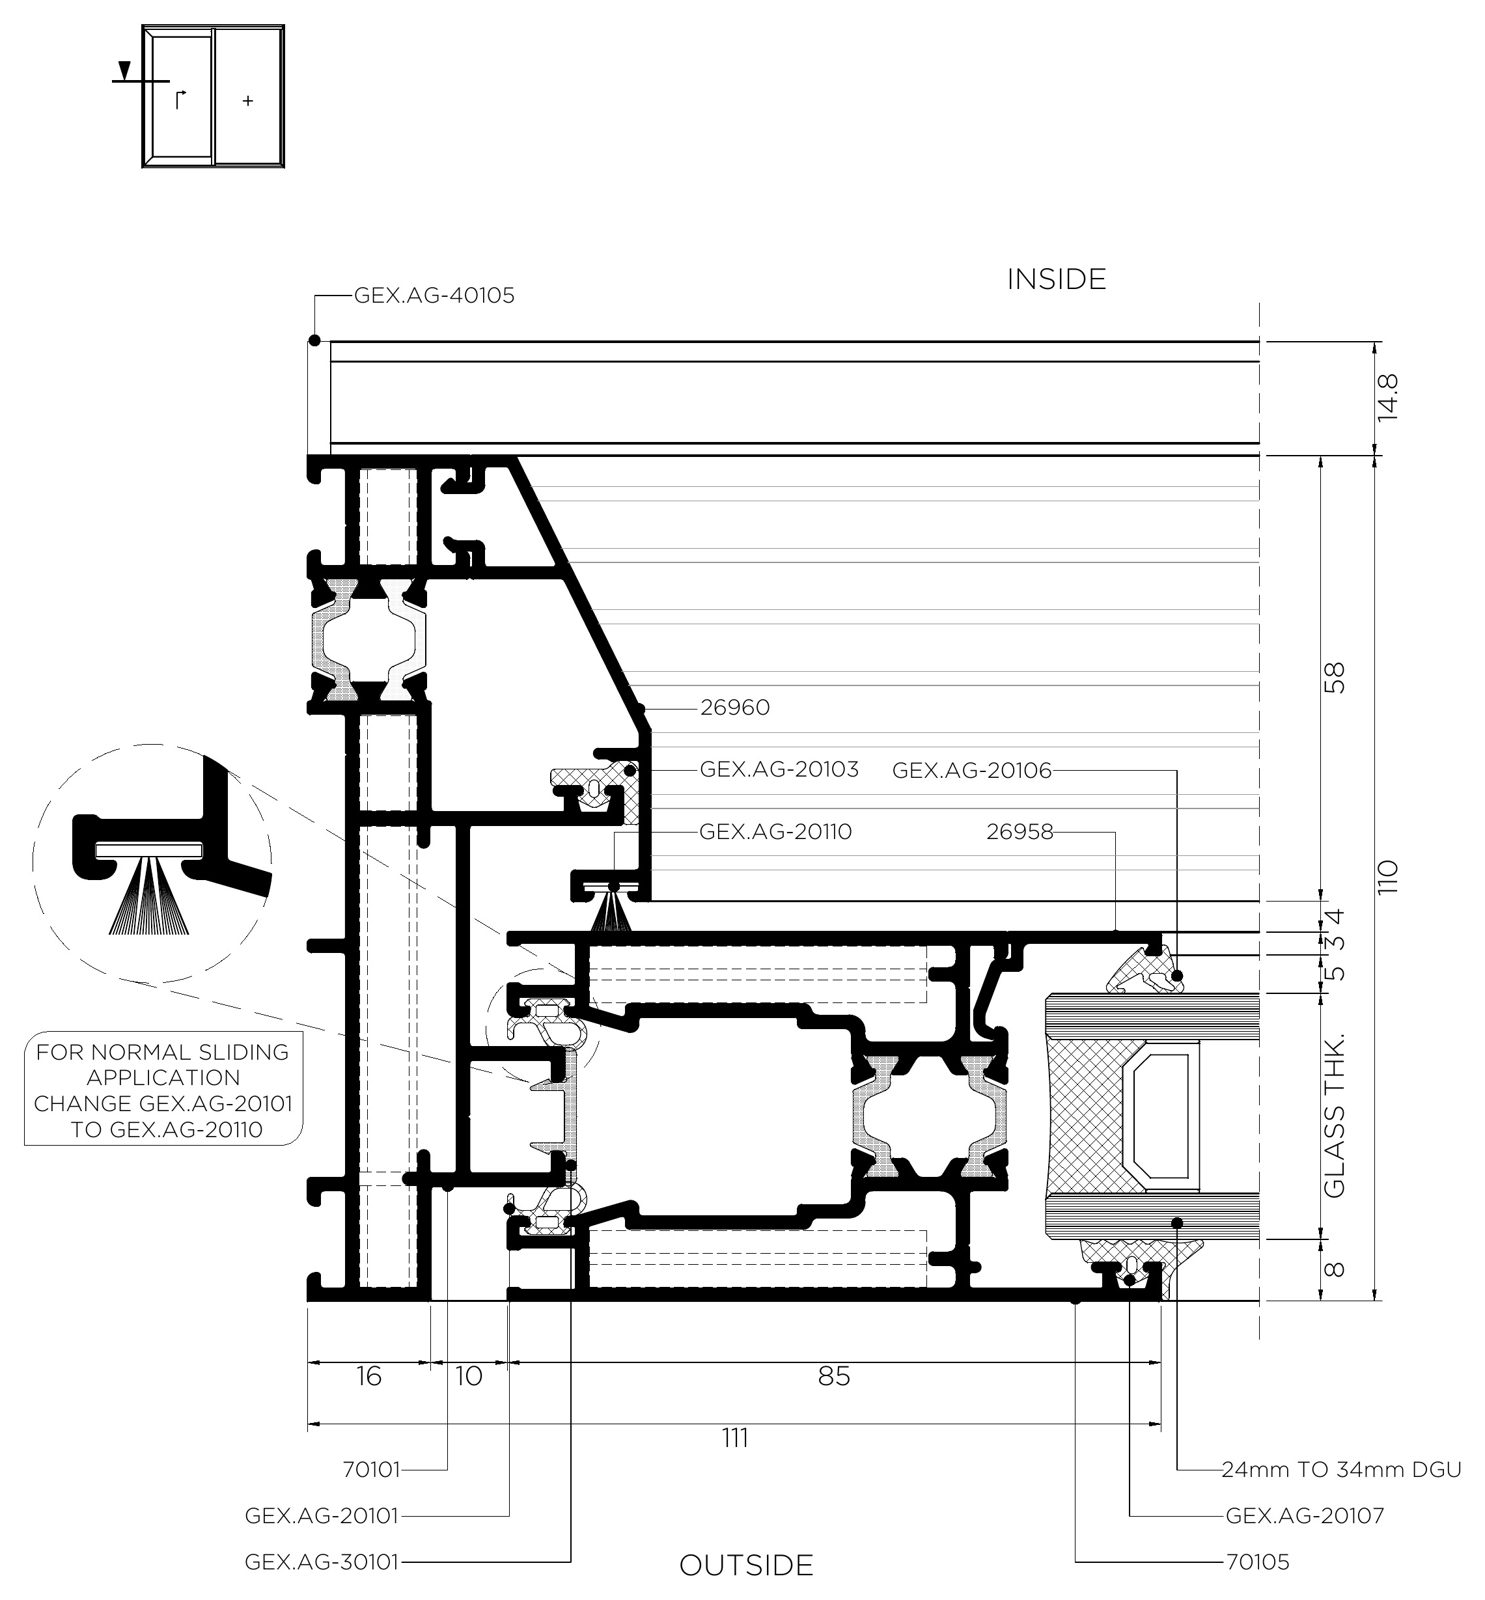 INSIDE
GEX.AG-40105
14.8
58
26960
GEX.AG-20103
GEX.AG-20106
GEX.AG-20110
26958
110
4
3
5
FOR NORMAL SLIDING
APPLICATION
CHANGE GEX.AG-20101
TO GEX.AG-20110
GLASS THK.
8
16
10
85
111
70101
24mm TO 34mm DGU
GEX.AG-20101
GEX.AG-20107
GEX.AG-30101
OUTSIDE
70105